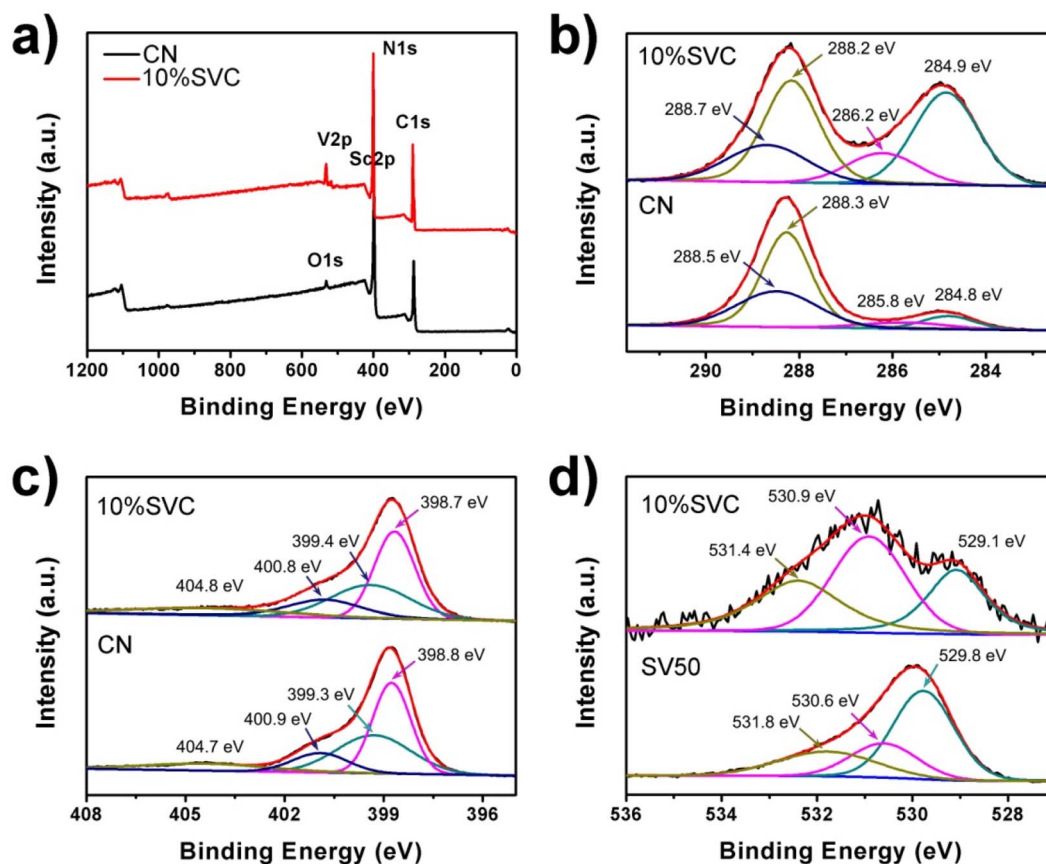 a)
CN
10%SVC
N1s
C1s
V2p
Sc2p
O1s
Intensity (a.u.)
1200 1000 800 600 400 200 0
Binding Energy (eV)
b)
10%SVC
288.2 eV
284.9 eV
288.7 eV
286.2 eV
CN
288.3 eV
288.5 eV
285.8 eV
284.8 eV
Intensity (a.u.)
290 288 286 284
Binding Energy (eV)
c)
10%SVC
398.7 eV
399.4 eV
400.8 eV
404.8 eV
CN
398.8 eV
399.3 eV
400.9 eV
404.7 eV
Intensity (a.u.)
408 405 402 399 396
Binding Energy (eV)
d)
10%SVC
530.9 eV
531.4 eV
529.1 eV
SV50
529.8 eV
530.6 eV
531.8 eV
Intensity (a.u.)
536 534 532 530 528
Binding Energy (eV)